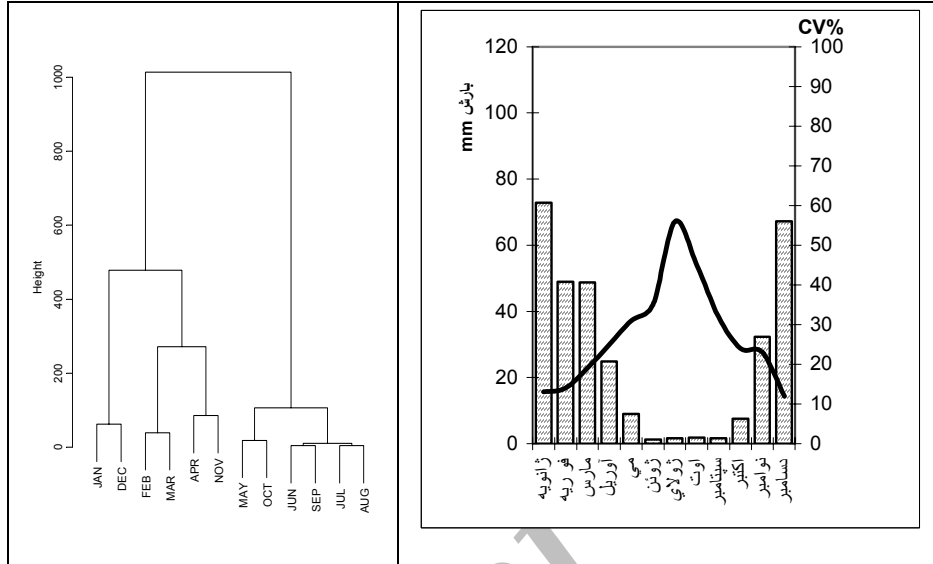 Height
0
200
400
600
800
1000
JAN
DEC
FEB
MAR
APR
NOV
MAY
OCT
JUN
SEP
JUL
AUG
CV%
بارش mm
120
100
80
60
40
20
0
100
90
80
70
60
50
40
30
20
10
0
ژانويه
فوريه
مارس
آوريل
مي
ژوئن
ژولاي
اوت
سپتامبر
اكتبر
نوامبر
دسامبر